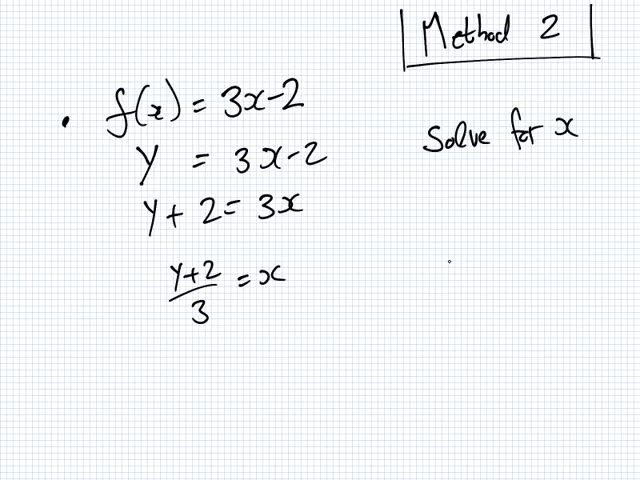 Method 2
f(x) = 3x-2
Solve for x
y = 3x-2
y + 2 = 3x
y+2
3
= x